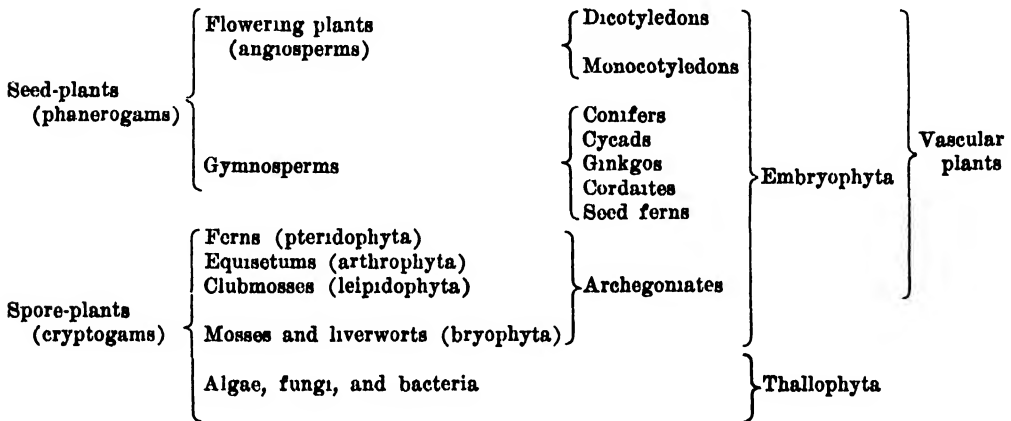 Flowering plants
(angiosperms)
Dicotyledons
Monocotyledons
Seed-plants
(phanerogams)
Gymnosperms
Conifers
Cycads
Ginkgos
Cordaites
Seed ferns
Embryophyta
Vascular
plants
Ferns (pteridophyta)
Equisetums (arthrophyta)
Clubmosses (leipidophyta)
Archegoniates
Spore-plants
(cryptogams)
Mosses and liverworts (bryophyta)
Algae, fungi, and bacteria
Thallophyta